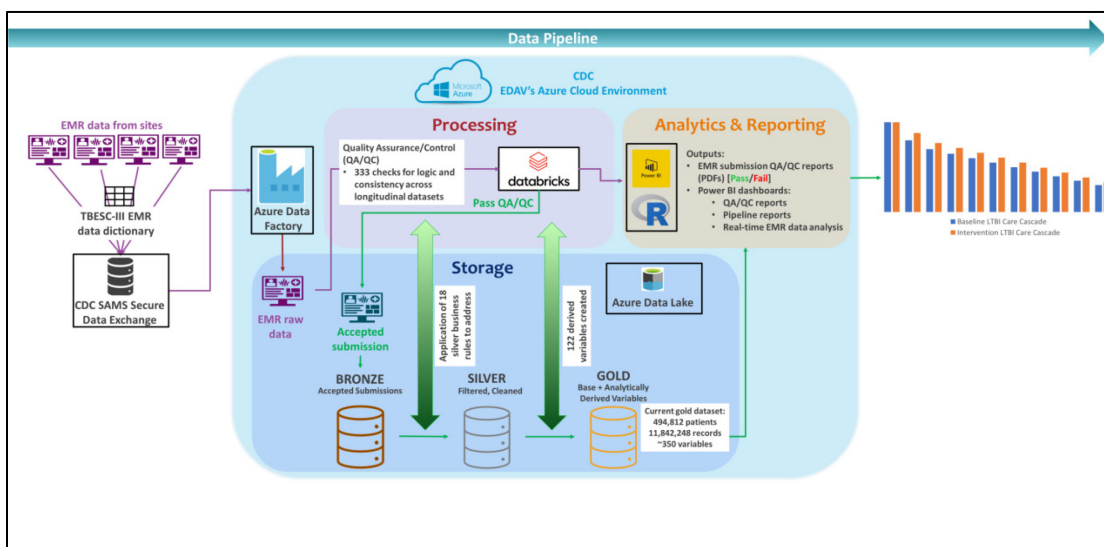 Data Pipeline
CDC
EDAV's Azure Cloud Environment
Microsoft
Azure
EMR data from sites
TBESC-III EMR
data dictionary
CDC SAMS Secure
Data Exchange
Azure Data
Factory
Processing
Quality Assurance/Control
(QA/QC)
• 333 checks for logic and
consistency across
longitudinal datasets
databricks
Pass QA/QC
Analytics & Reporting
Power BI
R
Outputs:
• EMR submission QA/QC reports
(PDFs) [Pass/Fail]
• Power BI dashboards:
• QA/QC reports
• Pipeline reports
• Real-time EMR data analysis
Baseline LTBI Care Cascade
Intervention LTBI Care Cascade
Storage
Azure Data Lake
EMR raw
data
Accepted
submission
Application of 18
silver business
rules to address
122 derived
variables created
BRONZE
Accepted Submissions
SILVER
Filtered, Cleaned
GOLD
Base + Analytically
Derived Variables
Current gold dataset:
494,812 patients
11,842,248 records
~350 variables